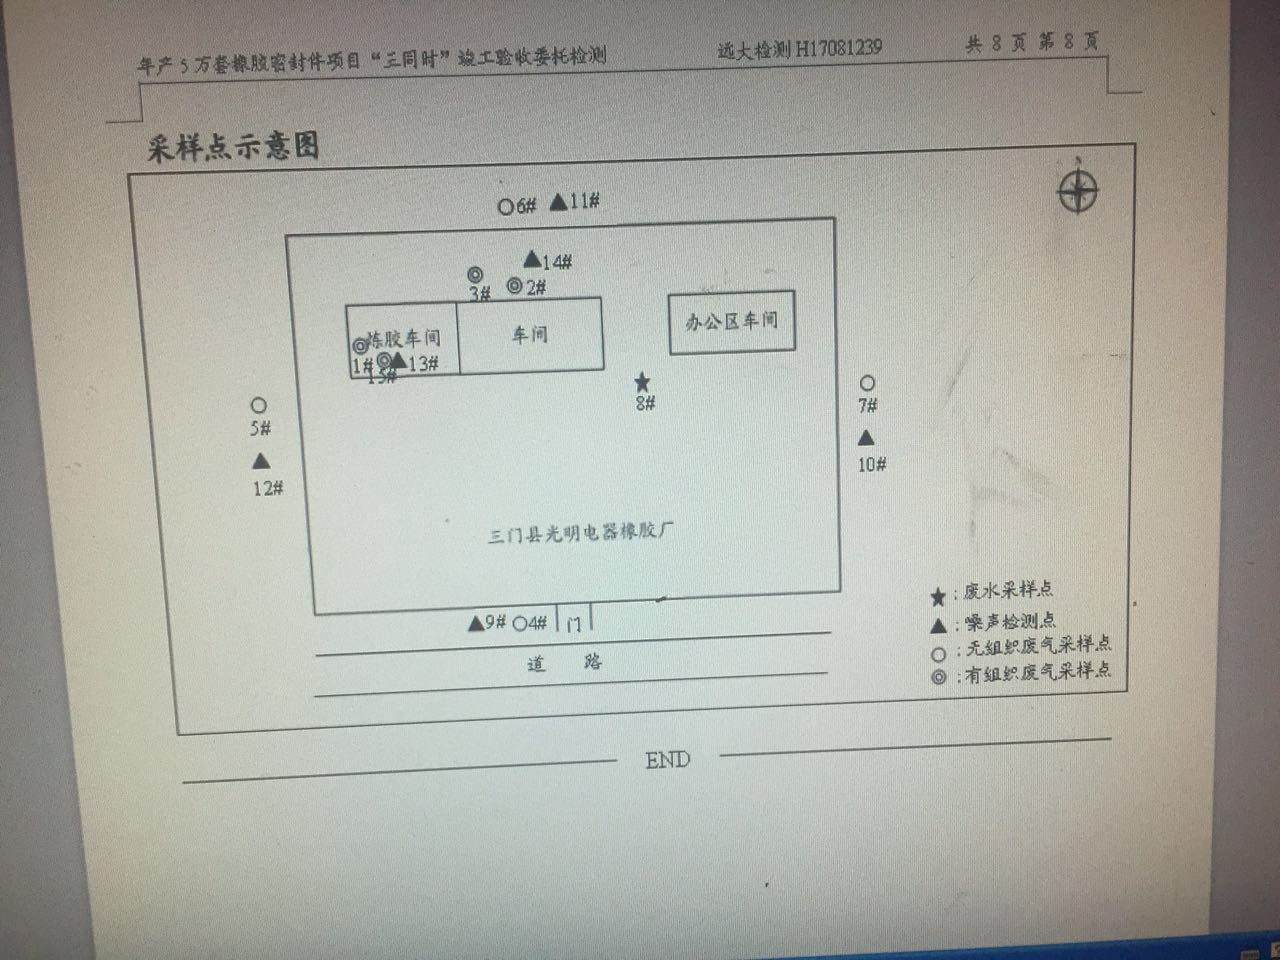 年产5万套橡胶密封件项目“三同时”竣工验收委托检测 远大检测H17081239 共8页 第8页
采样点示意图
N
○6# ▲11#
▲14#
◎3# ◎2#
炼胶车间 车间 办公区车间
◎1# ◎15# ▲13#
★8#
○5#
○7#
▲12#
▲10#
三门县光明电器橡胶厂
▲9# ○4# 门
道 路
★:废水采样点
▲:噪声检测点
○:无组织废气采样点
◎:有组织废气采样点
END